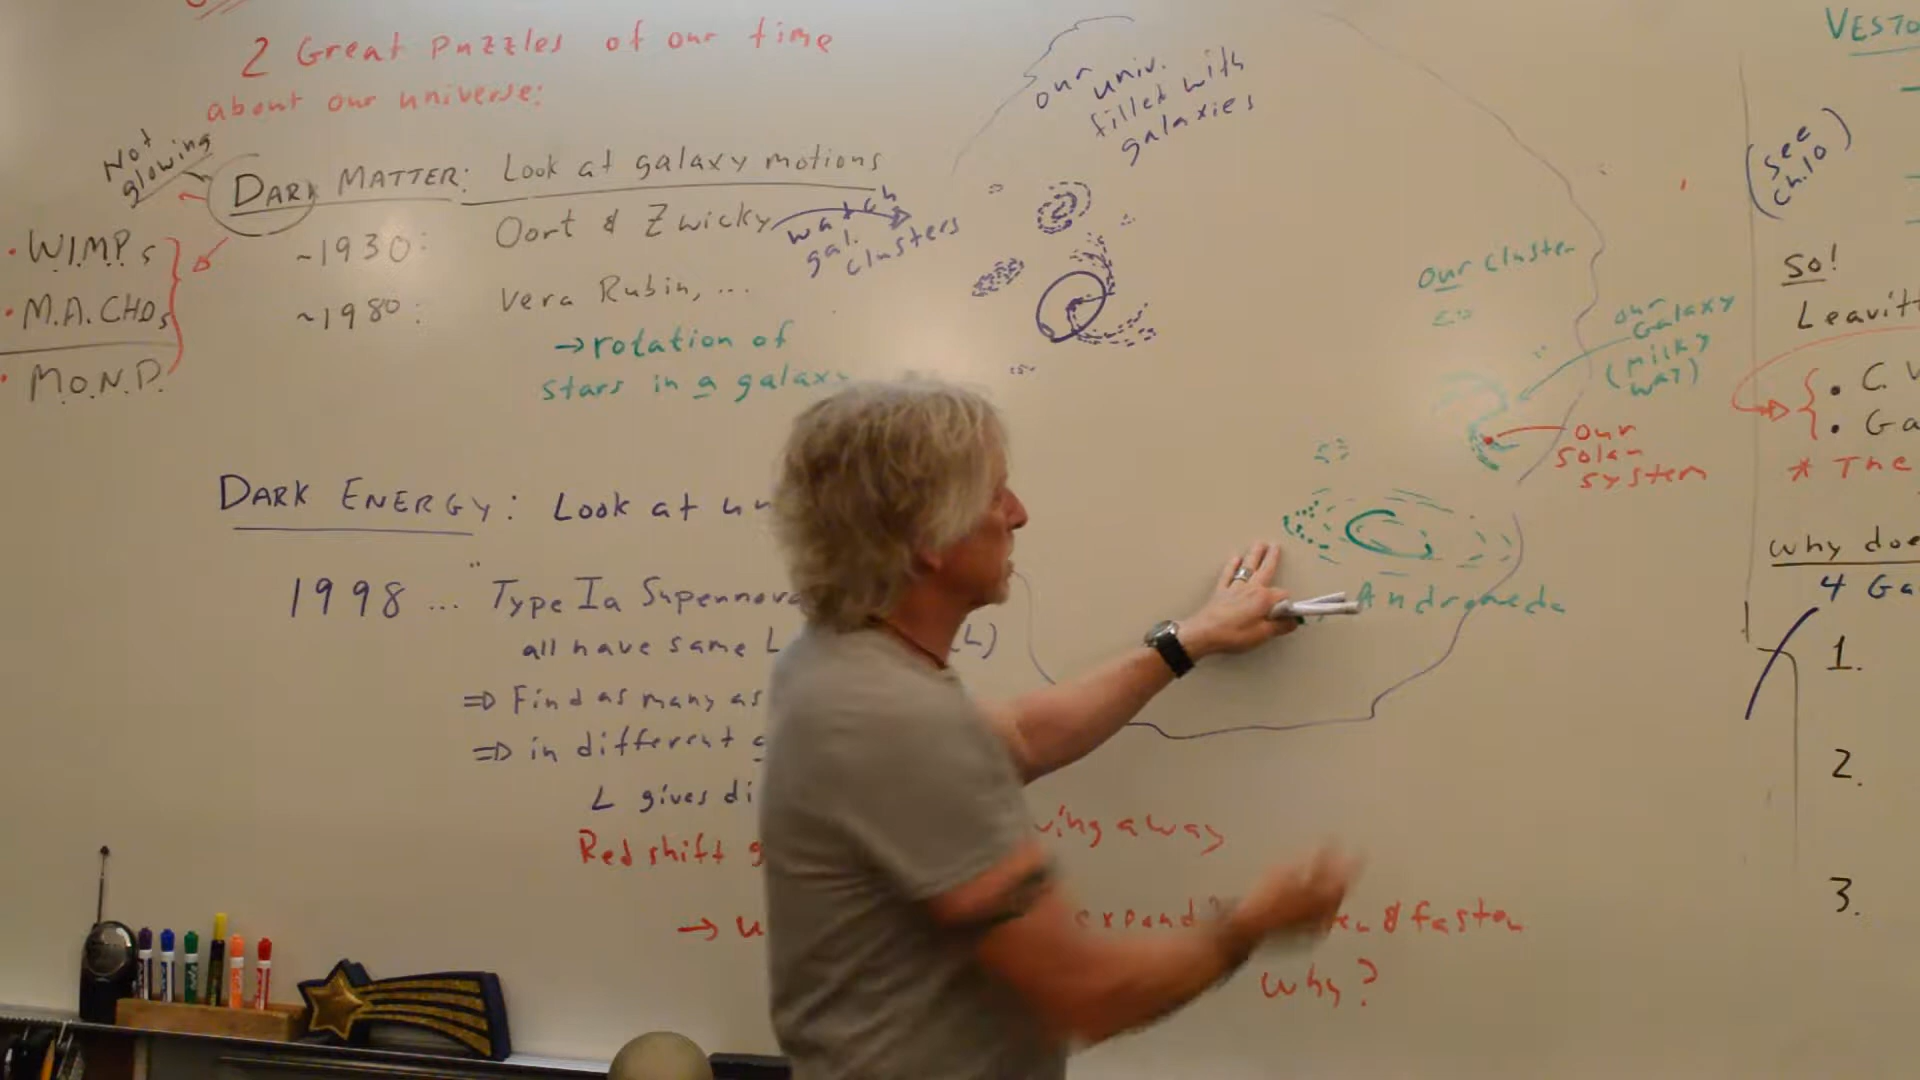 2 Great puzzles of our time
about our universe:
Not
glowing
DARK MATTER: Look at galaxy motions
~1930: Oort & Zwicky
watch
gal.
clusters
~1980: Vera Rubin, ...
→ rotation of
stars in a galaxy
• W.I.M.P.s
• M.A.CHOs
• M.O.N.D.
our univ.
filled with
galaxies
our cluster
our
Galaxy
(milky
way)
our
solar
system
Andromeda
DARK ENERGY: Look at
1998 ... Type Ia Supernova
all have same L (L)
⇒ Find as many as
⇒ in different
L gives
Red shift
ving away
→ expand & faster
why?
VESTO
(see
ch.10)
So!
Leavitt
• C.
• Ga
* The
why doe
4 Ga
1.
2.
3.